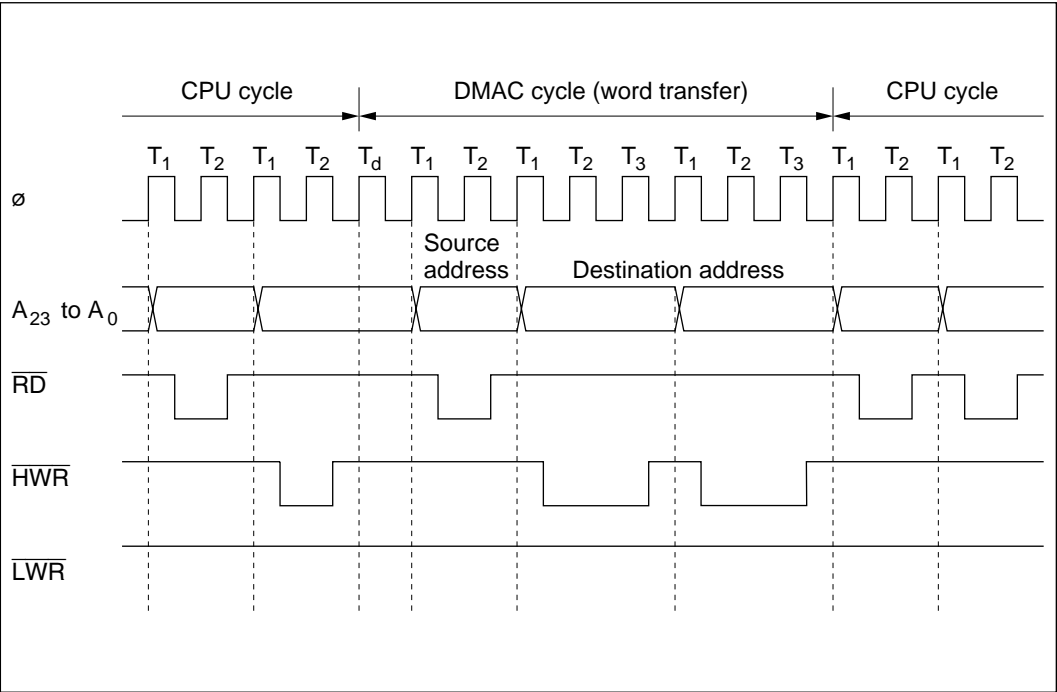 CPU cycle DMAC cycle (word transfer) CPU cycle
T1 T2 T1 T2 Td T1 T2 T1 T2 T3 T1 T2 T3 T1 T2 T1 T2
ø
Source
address Destination address
A23 to A0
RD
HWR
LWR